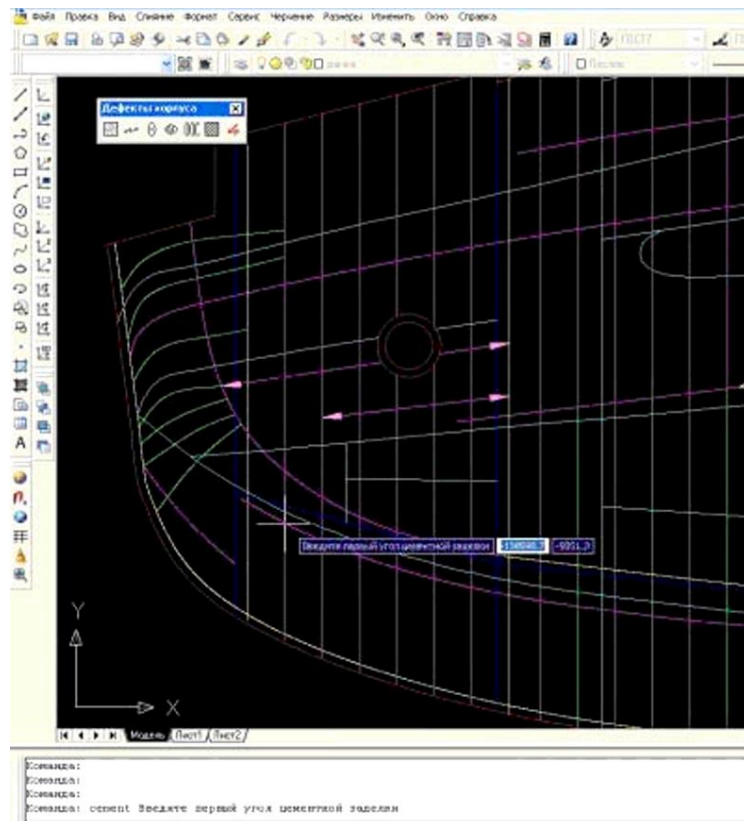 Файл Правка Вид Слияние Формат Сервис Черчение Размеры Изменить Окно Справка
ГОСТ
Дефекты корпуса
Введите первый угол цементной заделки
Y
X
Модель Лист1 Лист2
Команда:
Команда:
Команда:
Команда: cement Введите первый угол цементной заделки